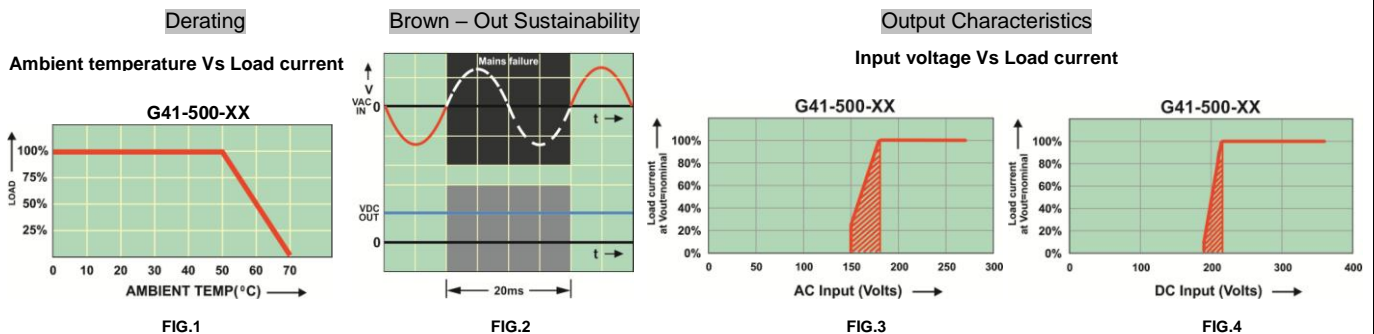 Derating
Brown – Out Sustainability
Output Characteristics
Ambient temperature Vs Load current
Input voltage Vs Load current
G41-500-XX
LOAD
100%
75%
50%
25%
0 10 20 30 40 50 60 70
AMBIENT TEMP(°C)
FIG.1
Mains failure
V
VAC
IN
0
t
VDC
OUT
0
t
20ms
FIG.2
G41-500-XX
Load current
at Vout=nominal
100%
80%
60%
40%
20%
0%
0 50 100 150 200 250 300
AC Input (Volts)
FIG.3
G41-500-XX
Load current
at Vout=nominal
100%
80%
60%
40%
20%
0%
0 100 200 300 400
DC Input (Volts)
FIG.4